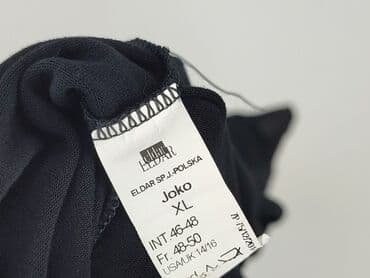 ELDAR
ELDAR SP.J.-POLSKA
Joko
XL
INT. 46-48
Fr. 48-50
USA/UK 14/16